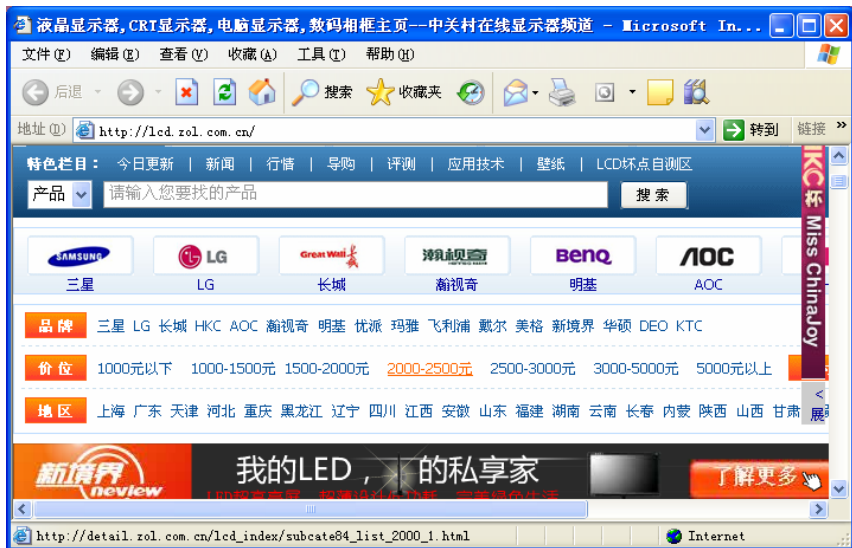 液晶显示器,CRT显示器,电脑显示器,数码相框主页--中关村在线显示器频道 - Microsoft In...
文件(F) 编辑(E) 查看(V) 收藏(A) 工具(T) 帮助(H)
后退 搜索 收藏夹
地址(D) http://lcd.zol.com.cn/ 转到 链接 »
特色栏目: 今日更新 | 新闻 | 行情 | 导购 | 评测 | 应用技术 | 壁纸 | LCD坏点自测区
产品 请输入您要找的产品 搜索
HKC杯 Miss ChinaJoy
SAMSUNG LG Great Wall 瀚视奇 BenQ AOC
三星 LG 长城 瀚视奇 明基 AOC
品牌 三星 LG 长城 HKC AOC 瀚视奇 明基 优派 玛雅 飞利浦 戴尔 美格 新境界 华硕 DEO KTC
价位 1000元以下 1000-1500元 1500-2000元 2000-2500元 2500-3000元 3000-5000元 5000元以上
地区 上海 广东 天津 河北 重庆 黑龙江 辽宁 四川 江西 安徽 山东 福建 湖南 云南 长春 内蒙 陕西 山西 甘肃
< 展
新境界 我的LED, 的私享家 了解更多
neview
http://detail.zol.com.cn/lcd_index/subcate84_list_2000_1.html Internet